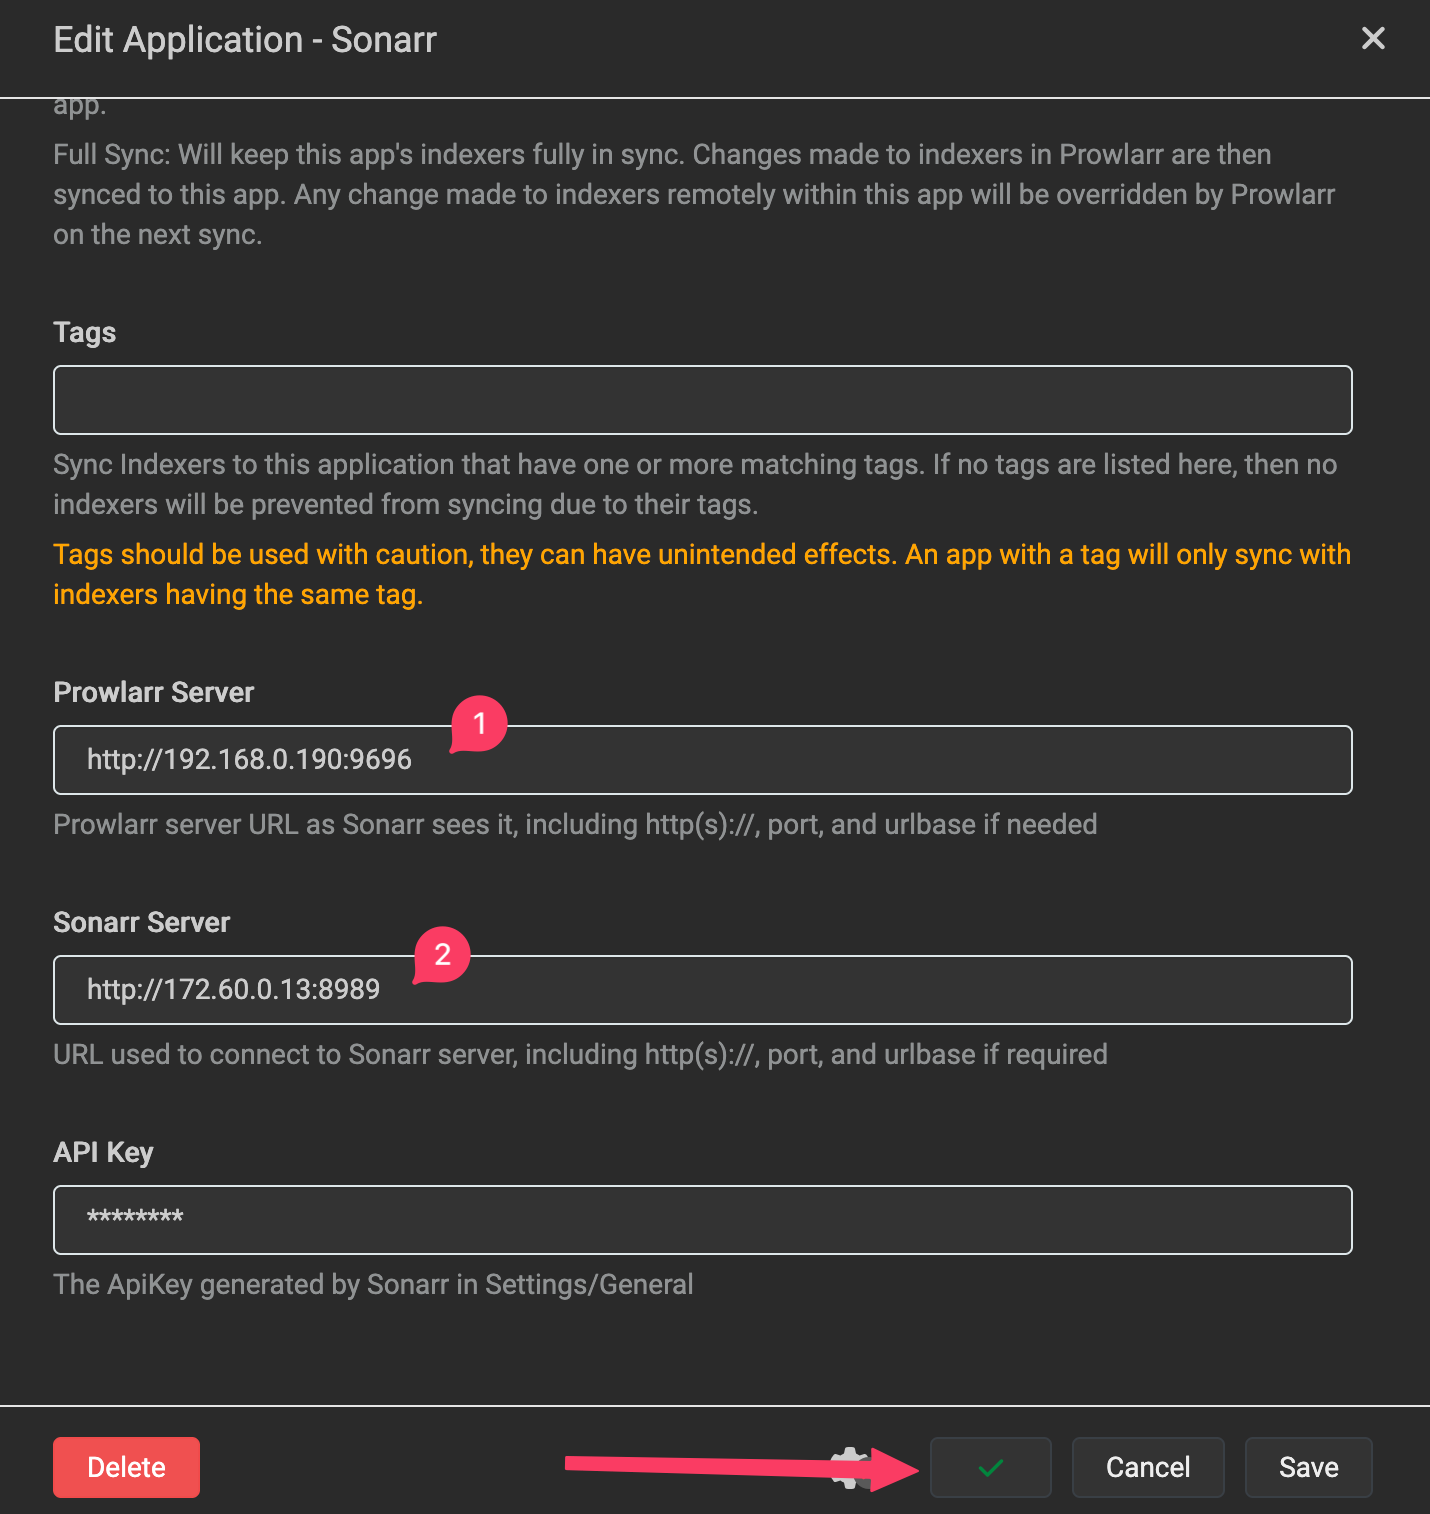 Edit Application - Sonarr
app.
Full Sync: Will keep this app's indexers fully in sync. Changes made to indexers in Prowlarr are then
synced to this app. Any change made to indexers remotely within this app will be overridden by Prowlarr
on the next sync.
Tags
Sync Indexers to this application that have one or more matching tags. If no tags are listed here, then no
indexers will be prevented from syncing due to their tags.
Tags should be used with caution, they can have unintended effects. An app with a tag will only sync with
indexers having the same tag.
Prowlarr Server
1
http://192.168.0.190:9696
Prowlarr server URL as Sonarr sees it, including http(s)://, port, and urlbase if needed
Sonarr Server
2
http://172.60.0.13:8989
URL used to connect to Sonarr server, including http(s)://, port, and urlbase if required
API Key
********
The ApiKey generated by Sonarr in Settings/General
Delete
Cancel
Save